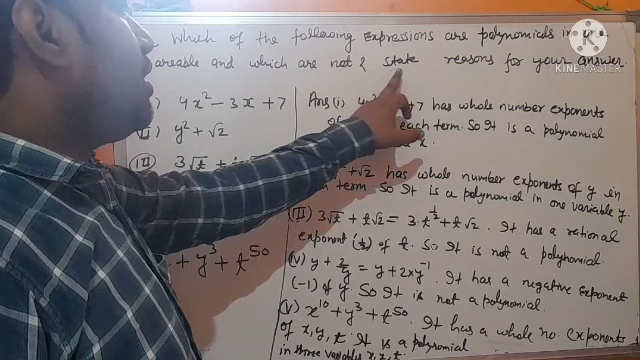 Which of the following expressions are polynomials in one
and which are not & state reasons for your answer.
4x² - 3x + 7
Ans (i) +7 has whole number exponents
of each term. So It is a polynomial
x.
y² + √2
+√2 has whole number exponents of y in
term. So It is a polynomial in one variable y.
(III) 3√t + t√2
(III) 3√t + t√2 = 3.t^½ + t√2. It has a rational
exponent (½) of t. So It is not a polynomial.
(IV) y + 2/y = y + 2xy⁻¹. It has a negative exponent
(-1) of y. So It is not a polynomial.
+ y³ + t⁵⁰
(V) x¹⁰ + y³ + t⁵⁰. It has a whole no. exponents
of x, y, t. It is a polynomial
in three variables x, y, t.
KINEMASTER